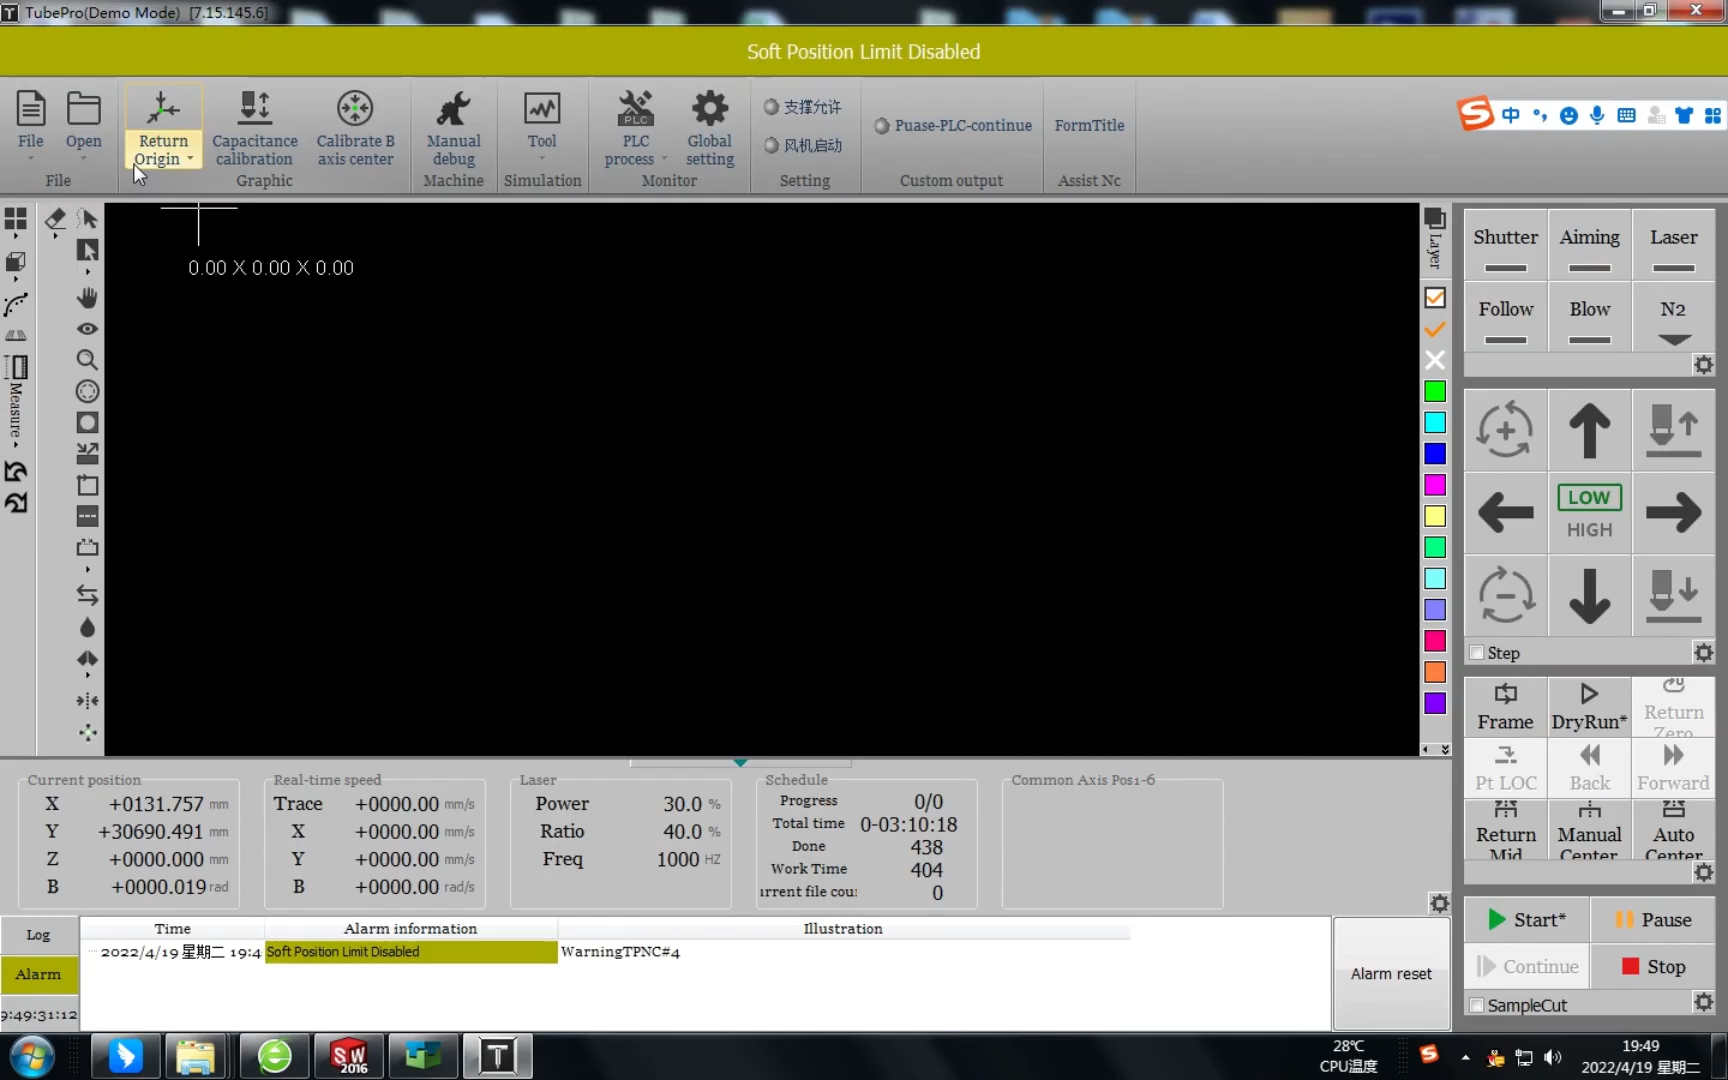 TubePro(Demo Mode) [7.15.145.6]
Soft Position Limit Disabled
File
Open
Return
Origin
Capacitance
calibration
Calibrate B
axis center
Manual
debug
Tool
PLC
PLC
process
Global
setting
支撑允许
风机启动
Puase-PLC-continue
FormTitle
File
Graphic
Machine
Simulation
Monitor
Setting
Custom output
Assist Nc
中
0.00 X 0.00 X 0.00
Measure
Layer
Shutter
Aiming
Laser
Follow
Blow
N2
LOW
HIGH
Step
Frame
DryRun*
Return
Zero
Pt LOC
Back
Forward
Return
Mid
Manual
Center
Auto
Center
Start*
Pause
Continue
Stop
SampleCut
Current position
X +0131.757 mm
Y +30690.491 mm
Z +0000.000 mm
B +0000.019 rad
Real-time speed
Trace +0000.00 mm/s
X +0000.00 mm/s
Y +0000.00 mm/s
B +0000.00 rad/s
Laser
Power 30.0 %
Ratio 40.0 %
Freq 1000 HZ
Schedule
Progress 0/0
Total time 0-03:10:18
Done 438
Work Time 404
urrent file cou 0
Common Axis Pos1-6
Log
Alarm
9:49:31:12
Time Alarm information Illustration
2022/4/19 星期二 19:4 Soft Position Limit Disabled WarningTPNC#4
Alarm reset
SW
2016
T
28℃
CPU温度
19:49
2022/4/19 星期二